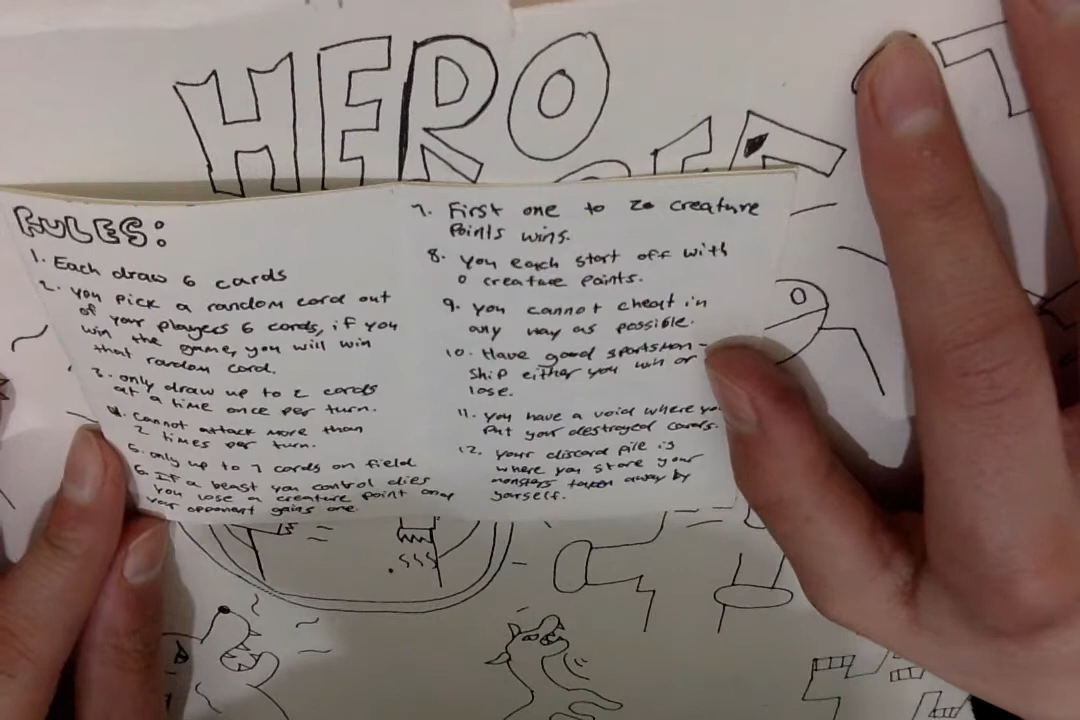 HERO
RULES:
1. Each draw 6 cards
2. you pick a random card out
of your players 6 cards, if you
win the game, you will win
that random card.
3. only draw up to 2 cards
at a time once per turn.
4. cannot attack more than
2 times per turn.
5. only up to 7 cards on field
6. If a beast you control dies
you lose a creature point and
your opponent gains one.
7. First one to 20 creature
points wins.
8. you each start off with
0 creature points.
9. you cannot cheat in
any way as possible.
10. Have good sportsman-
ship either you win or
lose.
11. you have a void where you
put your destroyed cards.
12. your discard pile is
where you store your
monsters taken away by
yourself.